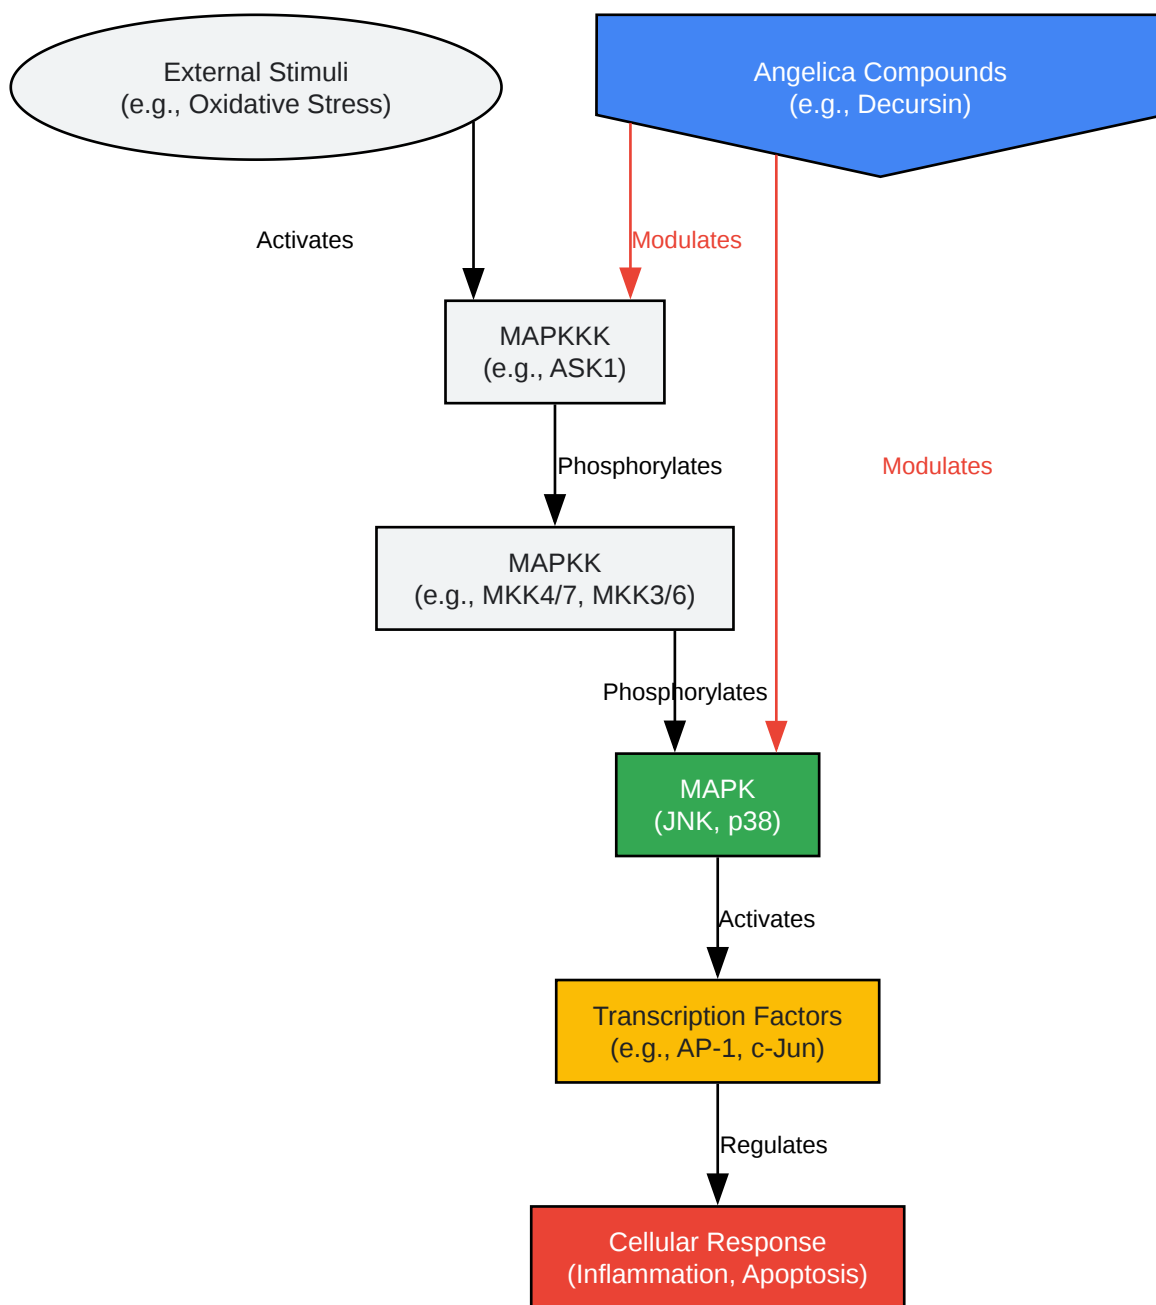 External Stimuli
(e.g., Oxidative Stress)
Angelica Compounds
(e.g., Decursin)
Activates
Modulates
MAPKKK
(e.g., ASK1)
Phosphorylates
Modulates
MAPKK
(e.g., MKK4/7, MKK3/6)
Phosphorylates
MAPK
(JNK, p38)
Activates
Transcription Factors
(e.g., AP-1, c-Jun)
Regulates
Cellular Response
(Inflammation, Apoptosis)